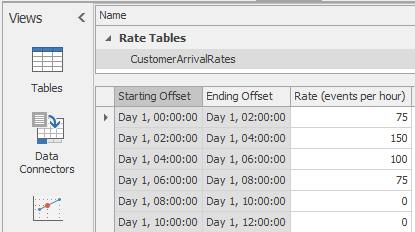 Views
Tables
Data
Connectors
Name
Rate Tables
CustomerArrivalRates
Starting Offset Ending Offset Rate (events per hour)
Day 1, 00:00:00 Day 1, 02:00:00 75
Day 1, 02:00:00 Day 1, 04:00:00 150
Day 1, 04:00:00 Day 1, 06:00:00 100
Day 1, 06:00:00 Day 1, 08:00:00 75
Day 1, 08:00:00 Day 1, 10:00:00 0
Day 1, 10:00:00 Day 1, 12:00:00 0